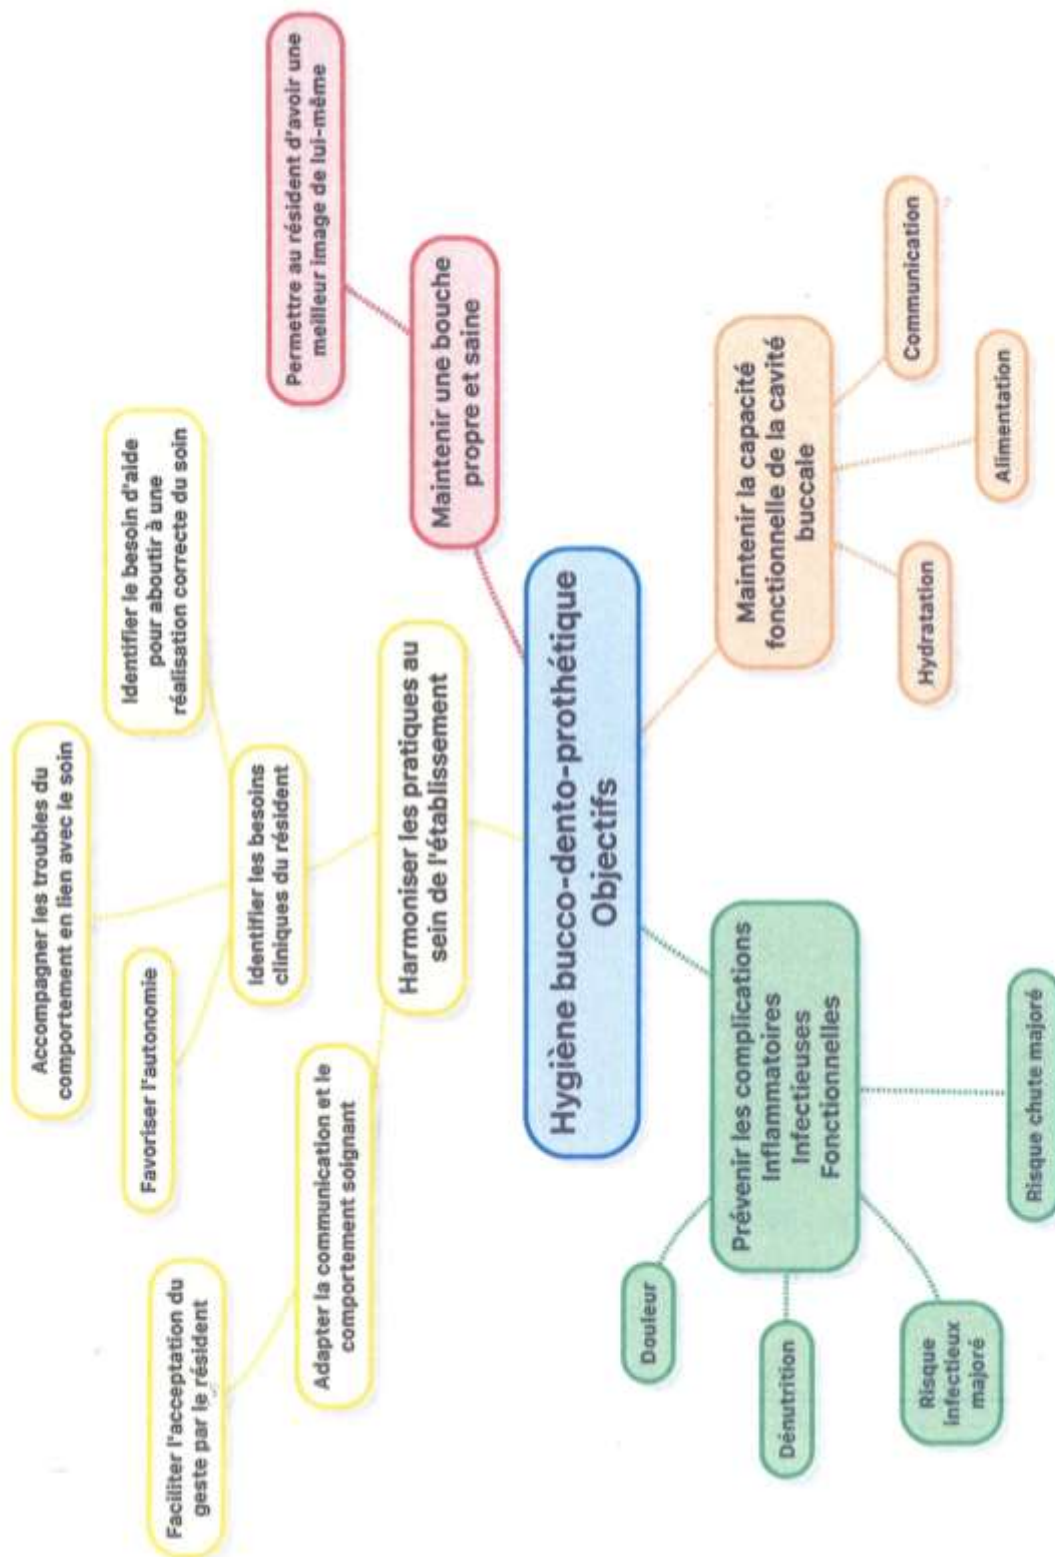 Permettre au résident d'avoir une
meilleur image de lui-même
Maintenir une bouche
propre et saine
Identifier le besoin d'aide
pour aboutir à une
réalisation correcte du soin
Accompagner les troubles du
comportement en lien avec le soin
Favoriser l'autonomie
Identifier les besoins
cliniques du résident
Harmoniser les pratiques au
sein de l'établissement
Faciliter l'acceptation du
geste par le résident
Adapter la communication et le
comportement soignant
Hygiène bucco-dento-prothétique
Objectifs
Prévenir les complications
Inflammatoires
Infectieuses
Fonctionnelles
Douleur
Dénutrition
Risque
infectieux
majoré
Risque chute majoré
Maintenir la capacité
fonctionnelle de la cavité
buccale
Hydratation
Alimentation
Communication